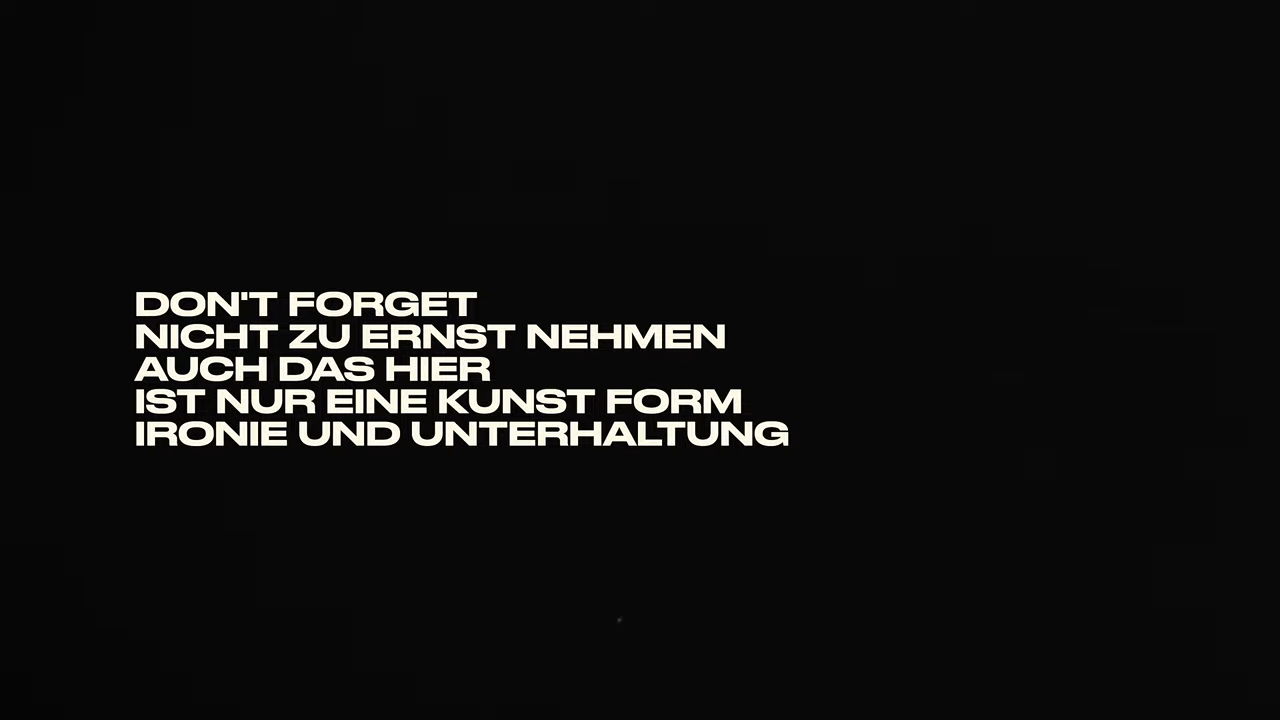 DON'T FORGET
NICHT ZU ERNST NEHMEN
AUCH DAS HIER
IST NUR EINE KUNST FORM
IRONIE UND UNTERHALTUNG